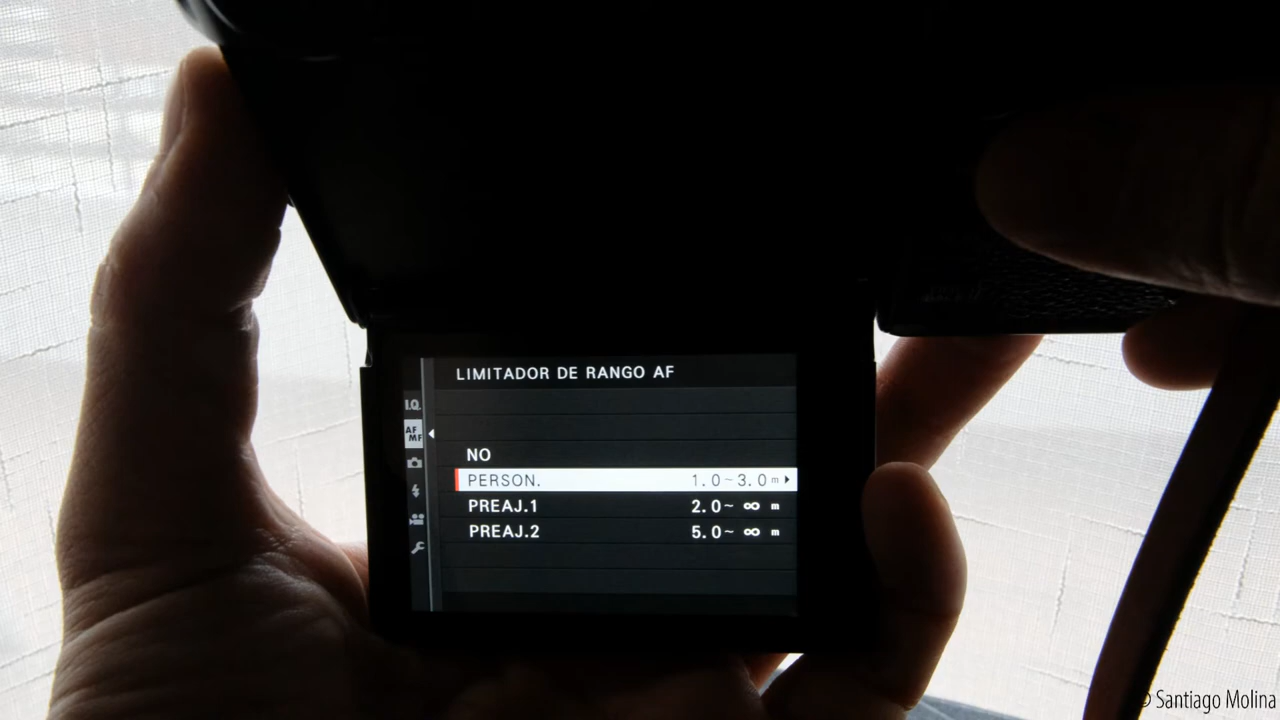 LIMITADOR DE RANGO AF
I.Q.
AF
MF
NO
PERSON. 1.0~3.0 m
PREAJ.1 2.0~ ∞ m
PREAJ.2 5.0~ ∞ m
© Santiago Molina